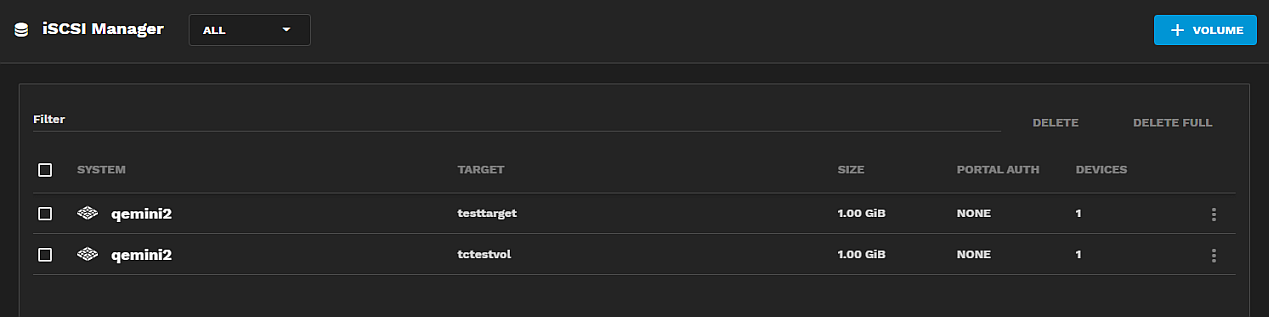 iSCSI Manager ALL + VOLUME
Filter DELETE DELETE FULL
SYSTEM TARGET SIZE PORTAL AUTH DEVICES
qemini2 testtarget 1.00 GiB NONE 1
qemini2 tctestvol 1.00 GiB NONE 1